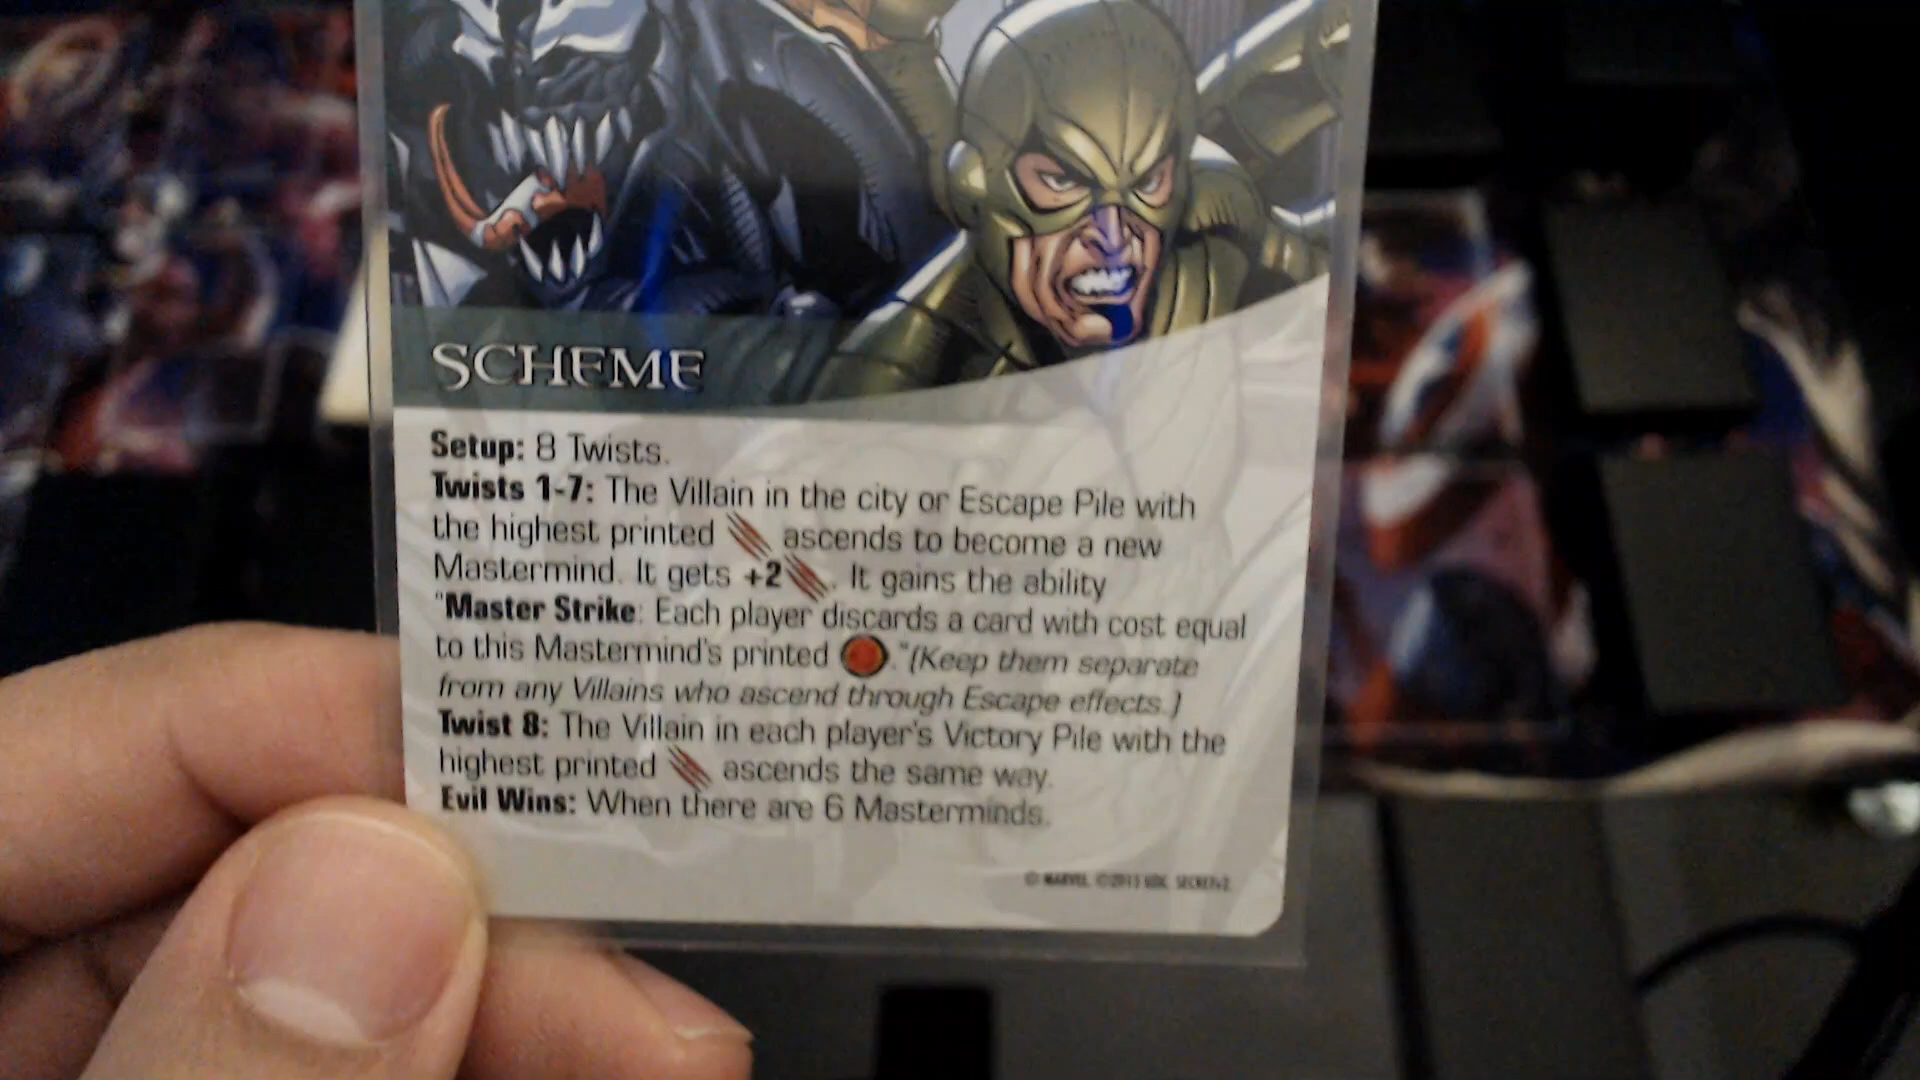 SCHEME
Setup: 8 Twists.
Twists 1-7: The Villain in the city or Escape Pile with
the highest printed ascends to become a new
Mastermind. It gets +2. It gains the ability
"Master Strike: Each player discards a card with cost equal
to this Mastermind's printed ." (Keep them separate
from any Villains who ascend through Escape effects.)
Twist 8: The Villain in each player's Victory Pile with the
highest printed ascends the same way.
Evil Wins: When there are 6 Masterminds.
© MARVEL